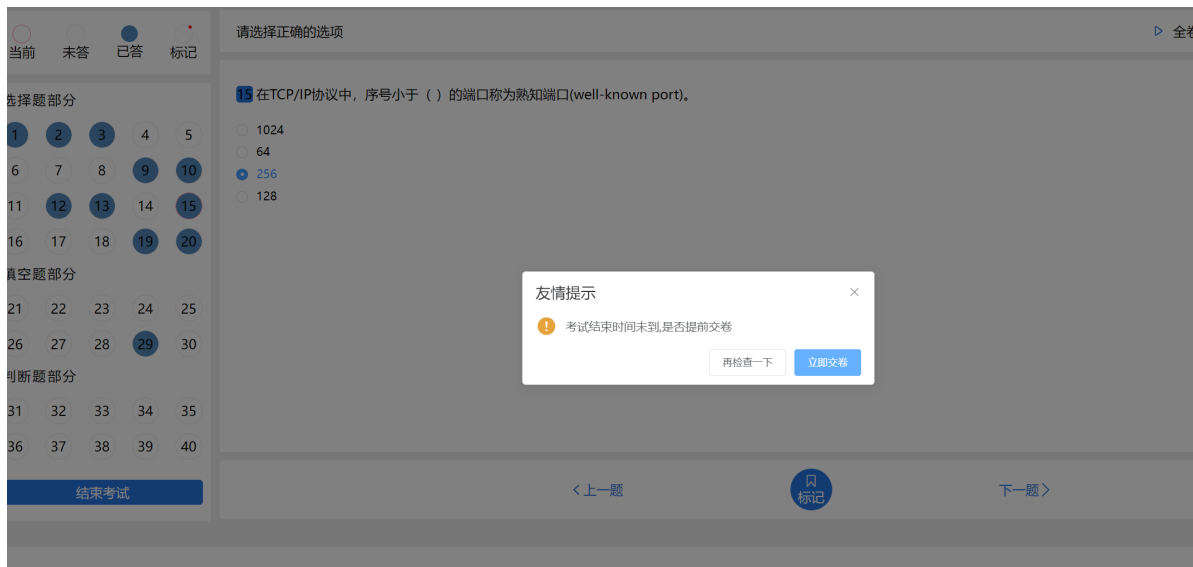 当前 未答 已答 标记
请选择正确的选项
全卷
选择题部分
1 2 3 4 5
6 7 8 9 10
11 12 13 14 15
16 17 18 19 20
填空题部分
21 22 23 24 25
26 27 28 29 30
判断题部分
31 32 33 34 35
36 37 38 39 40
结束考试
15 在TCP/IP协议中，序号小于（ ）的端口称为熟知端口(well-known port)。
1024
64
256
128
友情提示
考试结束时间未到,是否提前交卷
再检查一下 立即交卷
上一题
标记
下一题